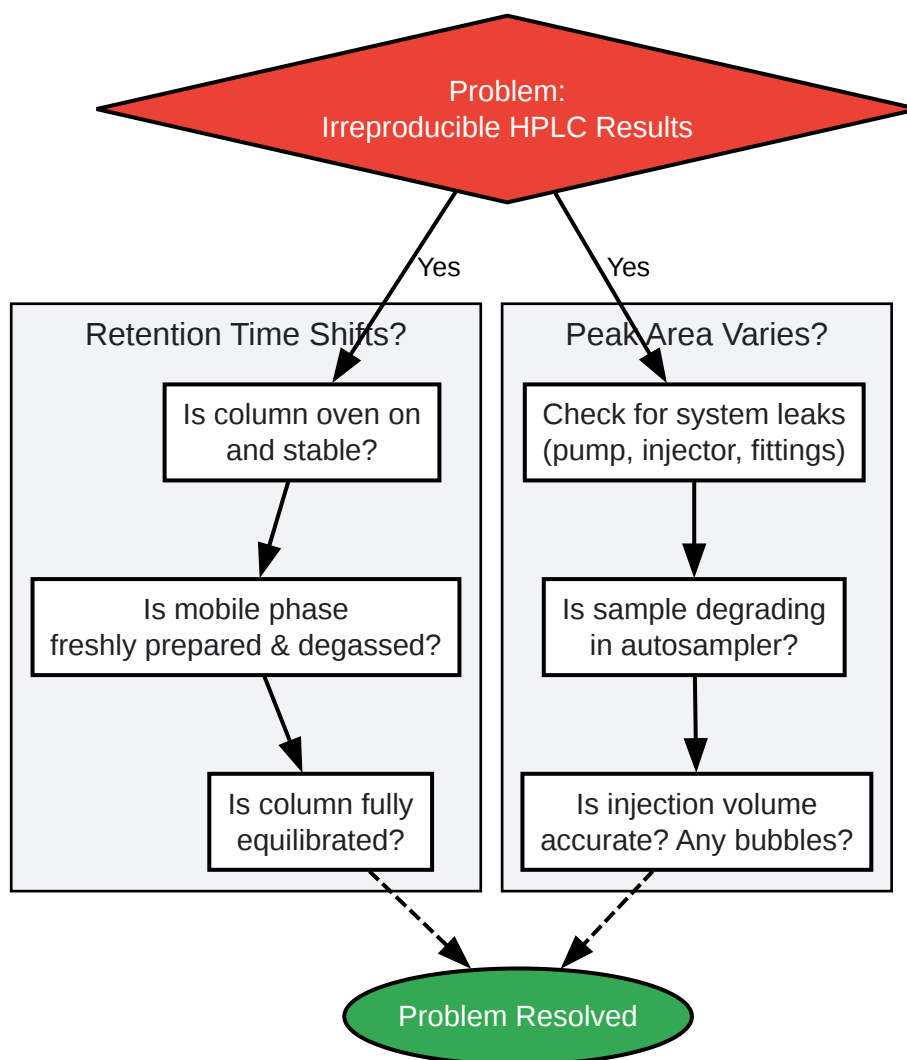 Problem:
Irreproducible HPLC Results
Yes
Yes
Retention Time Shifts?
Is column oven on
and stable?
Is mobile phase
freshly prepared & degassed?
Is column fully
equilibrated?
Peak Area Varies?
Check for system leaks
(pump, injector, fittings)
Is sample degrading
in autosampler?
Is injection volume
accurate? Any bubbles?
Problem Resolved